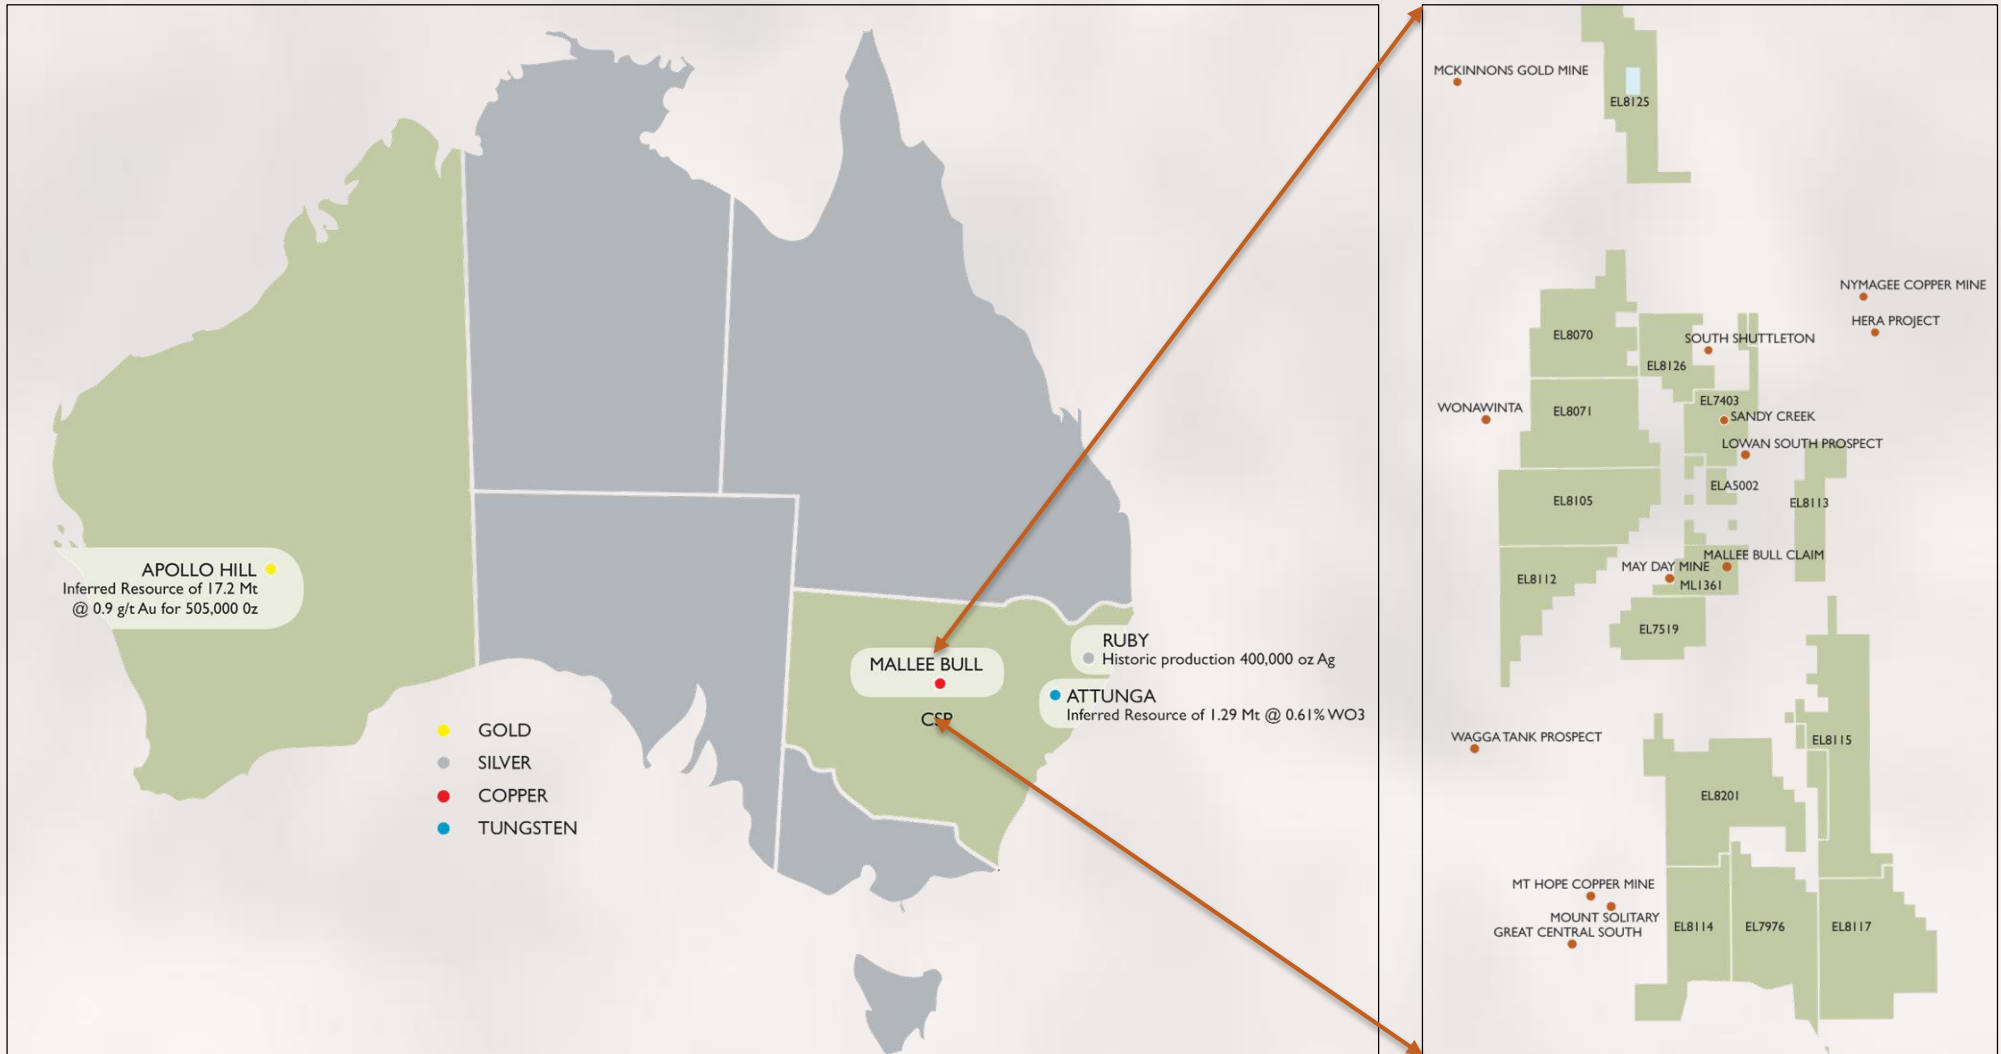 APOLLO HILL
Inferred Resource of 17.2 Mt
@ 0.9 g/t Au for 505,000 0z
MALLEE BULL
CSP
RUBY
Historic production 400,000 oz Ag
ATTUNGA
Inferred Resource of 1.29 Mt @ 0.61% WO3
GOLD
SILVER
COPPER
TUNGSTEN
MCKINNONS GOLD MINE
EL8125
NYMAGEE COPPER MINE
HERA PROJECT
EL8070
SOUTH SHUTTLETON
EL8126
EL7403
WONAWINTA
EL8071
SANDY CREEK
LOWAN SOUTH PROSPECT
ELA5002
EL8105
EL8113
MALLEE BULL CLAIM
MAY DAY MINE
EL8112
ML1361
EL7519
WAGGA TANK PROSPECT
EL8115
EL8201
MT HOPE COPPER MINE
MOUNT SOLITARY
GREAT CENTRAL SOUTH
EL8114
EL7976
EL8117